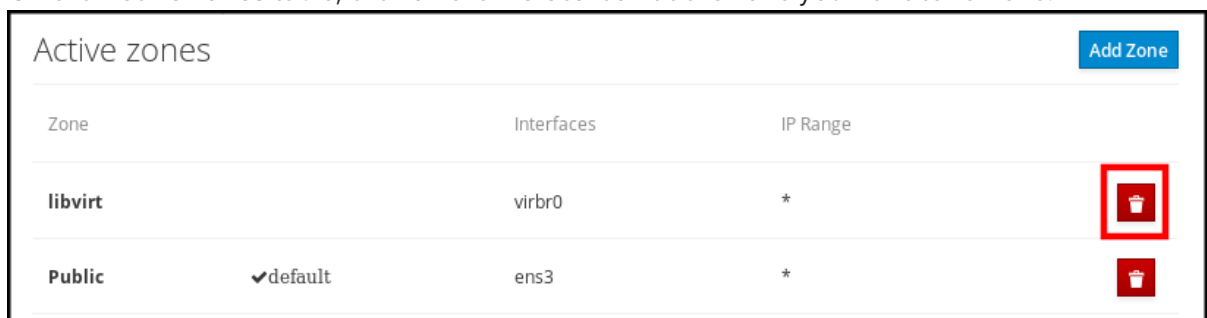 Active zones Add Zone
Zone Interfaces IP Range
libvirt virbr0 *
Public ✔default ens3 *